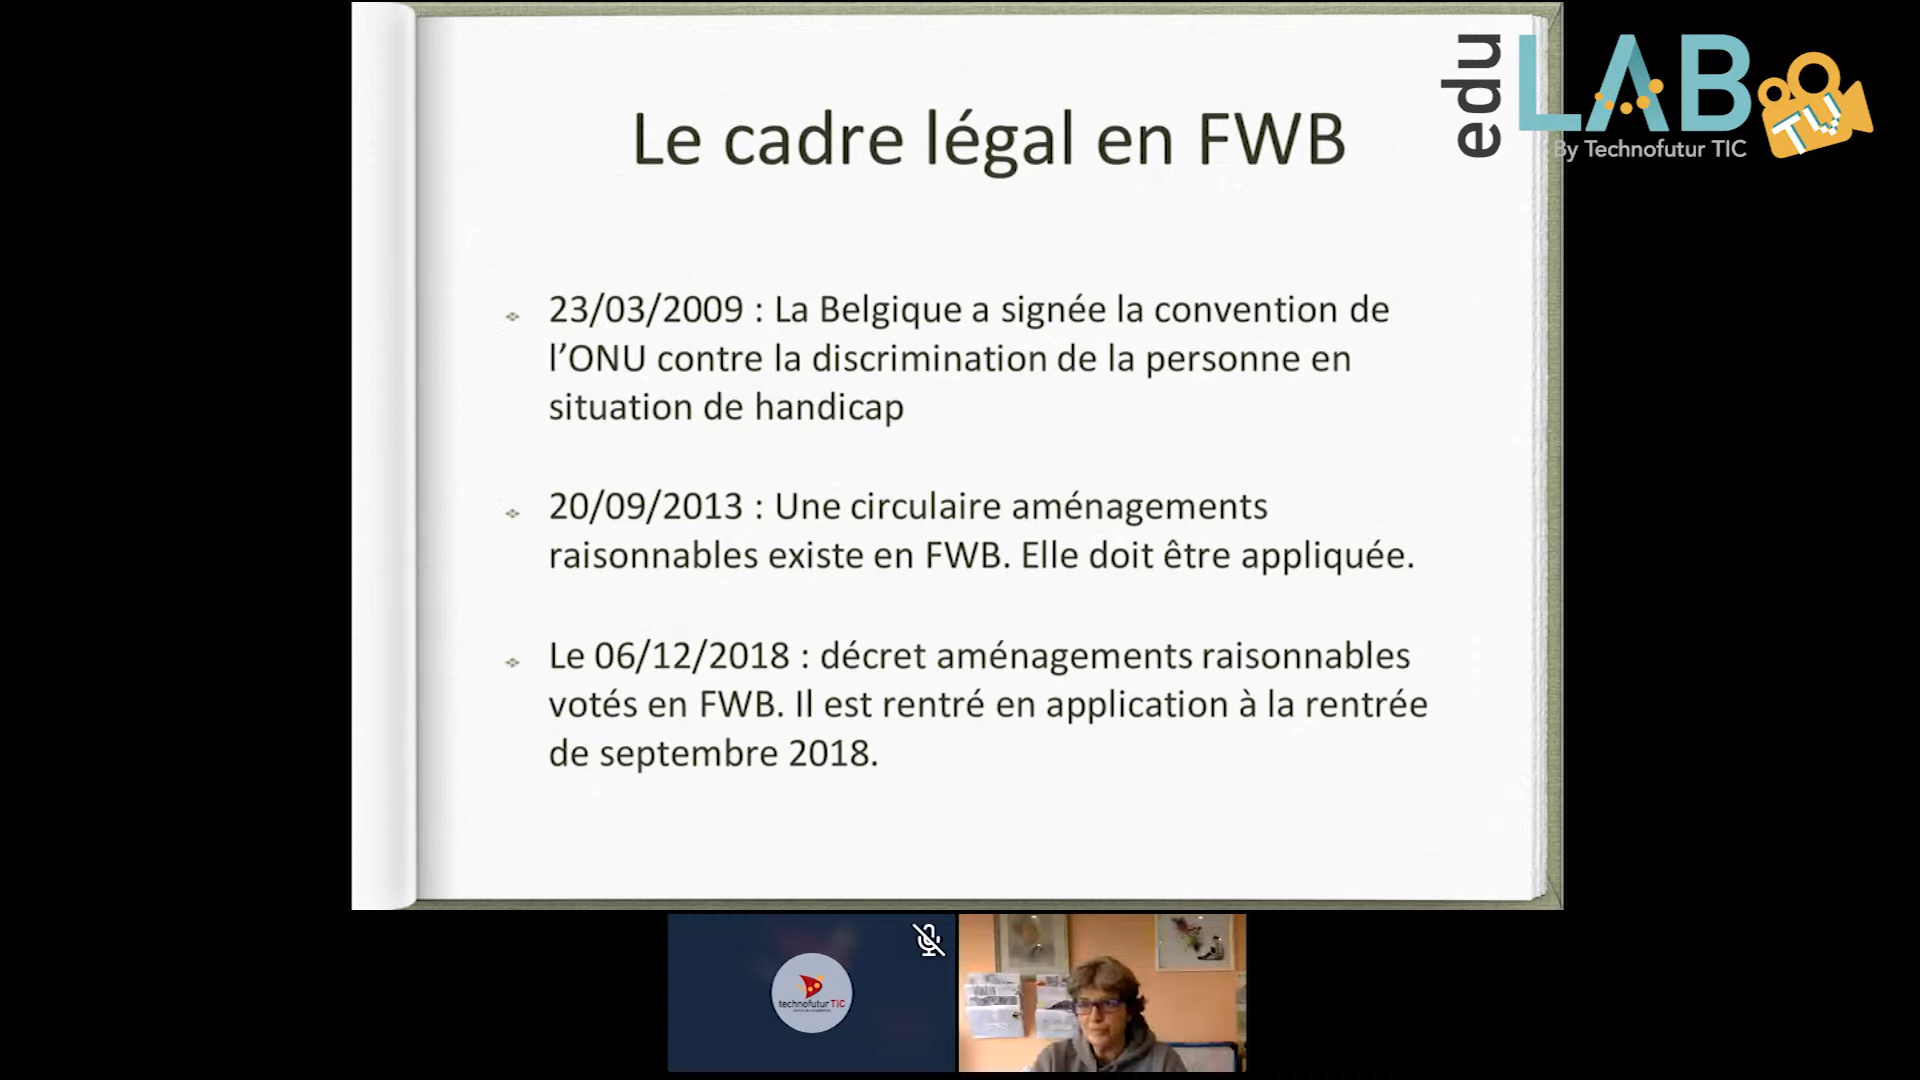 Le cadre légal en FWB
edu
LAB
TV
By Technofutur TIC
23/03/2009 : La Belgique a signée la convention de
l’ONU contre la discrimination de la personne en
situation de handicap
20/09/2013 : Une circulaire aménagements
raisonnables existe en FWB. Elle doit être appliquée.
Le 06/12/2018 : décret aménagements raisonnables
votés en FWB. Il est rentré en application à la rentrée
de septembre 2018.
technofutur TIC